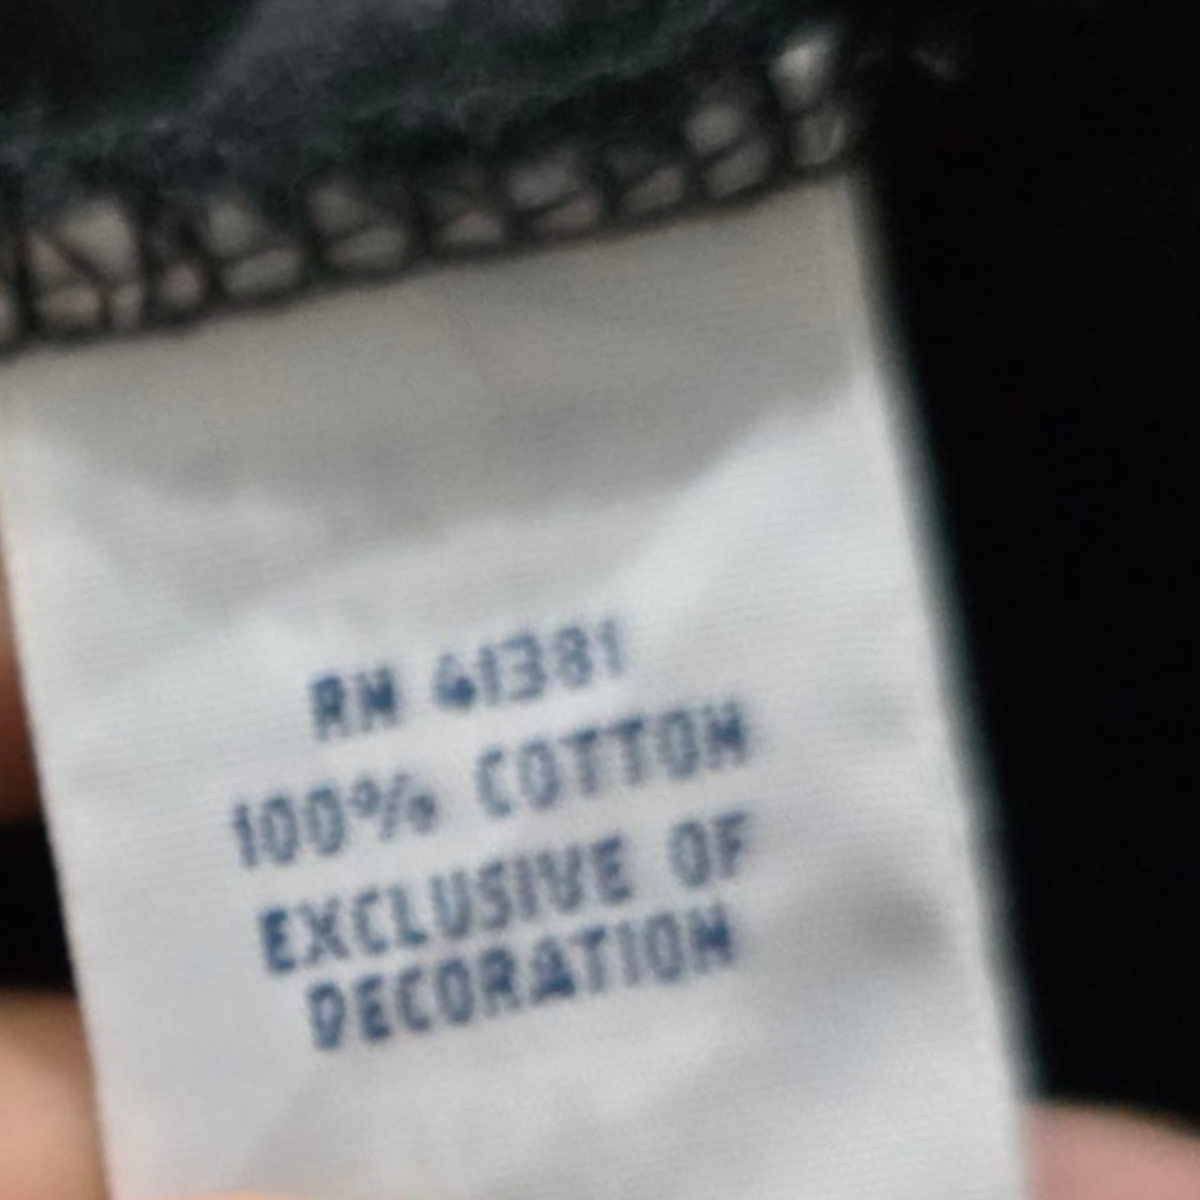 RN 41381
100% COTTON
EXCLUSIVE OF
DECORATION